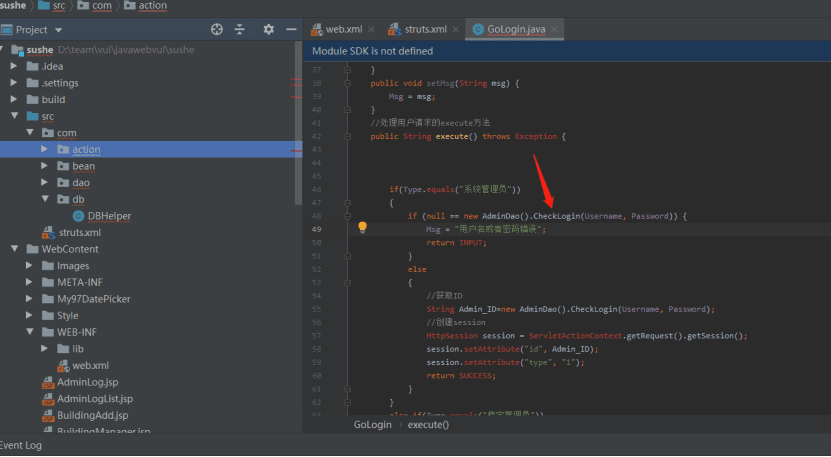 sushe src com action
Project
sushe D:\team\vul\javawebvul\sushe
.idea
.settings
build
src
com
action
bean
dao
db
DBHelper
struts.xml
WebContent
Images
META-INF
My97DatePicker
Style
WEB-INF
lib
web.xml
AdminLog.jsp
AdminLogList.jsp
BuildingAdd.jsp
BuildingManager.jsp
Event Log
web.xml struts.xml GoLogin.java
Module SDK is not defined
37 }
38 public void setMsg(String msg) {
39 Msg = msg;
40 }
41 //处理用户请求的execute方法
42 public String execute() throws Exception {
43
44
45
46 if(Type.equals("系统管理员"))
47 {
48 if (null == new AdminDao().CheckLogin(Username, Password)) {
49 Msg = "用户名或者密码错误";
50 return INPUT;
51 }
52 else
53 {
54 //获取ID
55 String Admin_ID=new AdminDao().CheckLogin(Username, Password);
56 //创建session
57 HttpSession session = ServletActionContext.getRequest().getSession();
58 session.setAttribute("id", Admin_ID);
59 session.setAttribute("type", "1");
60 return SUCCESS;
61 }
62 }
63 else if(Type.equals("楼宇管理员"))
GoLogin execute()